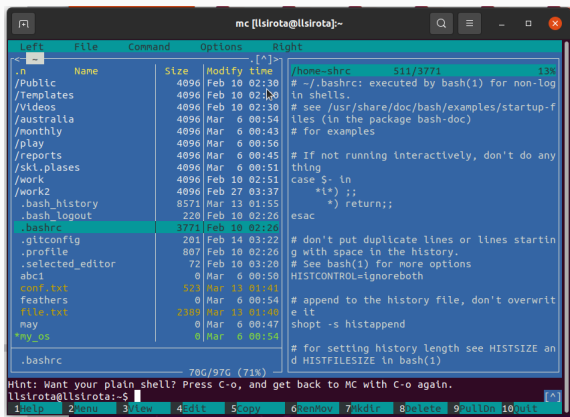 mc [llsirota@llsirota]:~
Left File Command Options Right
.[^]>
.n Name Size Modify time
/Public 4096 Feb 10 02:30
/Templates 4096 Feb 10 02:30
/Videos 4096 Feb 10 02:30
/australia 4096 Mar 6 00:54
/monthly 4096 Mar 6 00:43
/play 4096 Mar 6 00:56
/reports 4096 Mar 6 00:45
/ski.plases 4096 Mar 6 00:51
/work 4096 Feb 10 02:51
/work2 4096 Feb 27 03:37
.bash_history 8571 Mar 13 01:55
.bash_logout 220 Feb 10 02:26
.bashrc 3771 Feb 10 02:26
.gitconfig 201 Feb 14 03:22
.profile 807 Feb 10 02:26
.selected_editor 72 Feb 10 03:20
abc1 0 Mar 6 00:50
conf.txt 523 Mar 13 01:41
feathers 0 Mar 6 00:54
file.txt 2389 Mar 13 01:40
may 0 Mar 6 00:47
*my_os 0 Mar 6 00:54
.bashrc
70G/97G (71%)
/home~shrc 511/3771 13%
# ~/.bashrc: executed by bash(1) for non-log
in shells.
# see /usr/share/doc/bash/examples/startup-f
iles (in the package bash-doc)
# for examples
# If not running interactively, don't do any
thing
case $- in
*i*) ;;
*) return;;
esac
# don't put duplicate lines or lines startin
g with space in the history.
# See bash(1) for more options
HISTCONTROL=ignoreboth
# append to the history file, don't overwrit
e it
shopt -s histappend
# for setting history length see HISTSIZE an
d HISTFILESIZE in bash(1)
Hint: Want your plain shell? Press C-o, and get back to MC with C-o again.
llsirota@llsirota:~$ [^]
1Help 2Menu 3View 4Edit 5Copy 6RenMov 7Mkdir 8Delete 9PullDn 10Quit